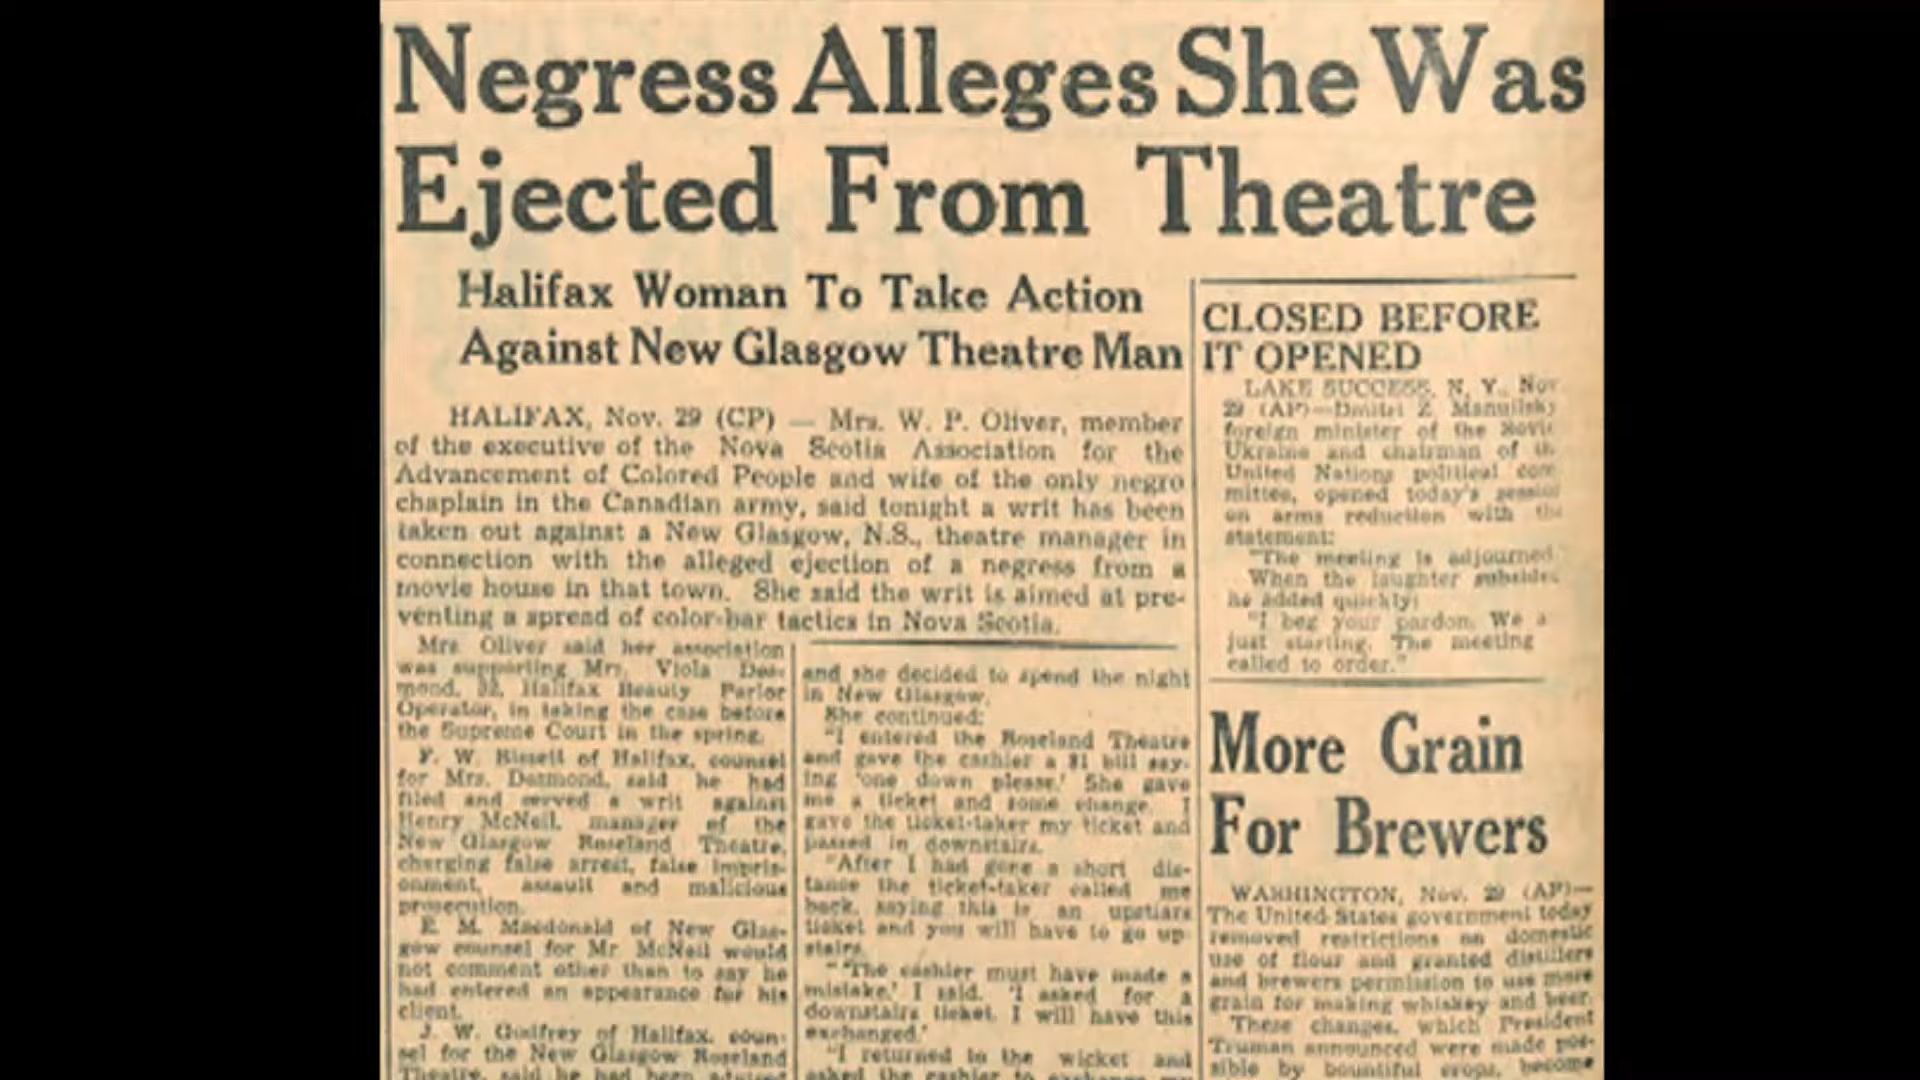 Negress Alleges She Was
Ejected From Theatre
Halifax Woman To Take Action
Against New Glasgow Theatre Man
HALIFAX, Nov. 29 (CP) — Mrs. W. P. Oliver, member
of the executive of the Nova Scotia Association for the
Advancement of Colored People and wife of the only negro
chaplain in the Canadian army, said tonight a writ has been
taken out against a New Glasgow, N.S., theatre manager in
connection with the alleged ejection of a negress from a
movie house in that town. She said the writ is aimed at pre-
venting a spread of color-bar tactics in Nova Scotia.
Mrs. Oliver said her association
was supporting Mrs. Viola Des-
mond, 32, Halifax Beauty Parlor
Operator, in taking the case before
the Supreme Court in the spring.
F. W. Bissett of Halifax, counsel
for Mrs. Desmond, said he had
filed and served a writ against
Henry McNeil, manager of the
New Glasgow Roseland Theatre,
charging false arrest, false impris-
onment, assault and malicious
prosecution.
E. M. Macdonald of New Glas-
gow counsel for Mr. McNeil would
not comment other than to say he
had entered an appearance for his
client.
J. W. Godfrey of Halifax, coun-
sel for the New Glasgow Roseland
Theatre, said he had been advised
and she decided to spend the night
in New Glasgow.
She continued:
"I entered the Roseland Theatre
and gave the cashier a $1 bill say-
ing 'one down please.' She gave
me a ticket and some change. I
gave the ticket-taker my ticket and
passed in downstairs.
"After I had gone a short dis-
tance the ticket-taker called me
back, saying this is an upstiars
ticket and you will have to go up-
stairs.
"'The cashier must have made a
mistake,' I said. 'I asked for a
downstairs ticket. I will have this
exchanged.'
"I returned to the wicket and
asked the cashier to exchange my
CLOSED BEFORE
IT OPENED
LAKE SUCCESS, N. Y., Nov
29 (AP)—Dmitri Z. Manuilsky
foreign minister of the Sovie
Ukraine and chairman of th
United Nations political com
mittee, opened today's session
on arms reduction with the
statement:
"The meeting is adjourned."
When the laughter subsided
he added quickly:
"I beg your pardon. We a
just starting. The meeting
called to order."
More Grain
For Brewers
WASHINGTON, Nov. 29 (AP)—
The United States government today
removed restrictions on domestic
use of flour and granted distillers
and brewers permission to use more
grain for making whiskey and beer.
These changes, which President
Truman announced were made pos-
sible by bountiful crops, become